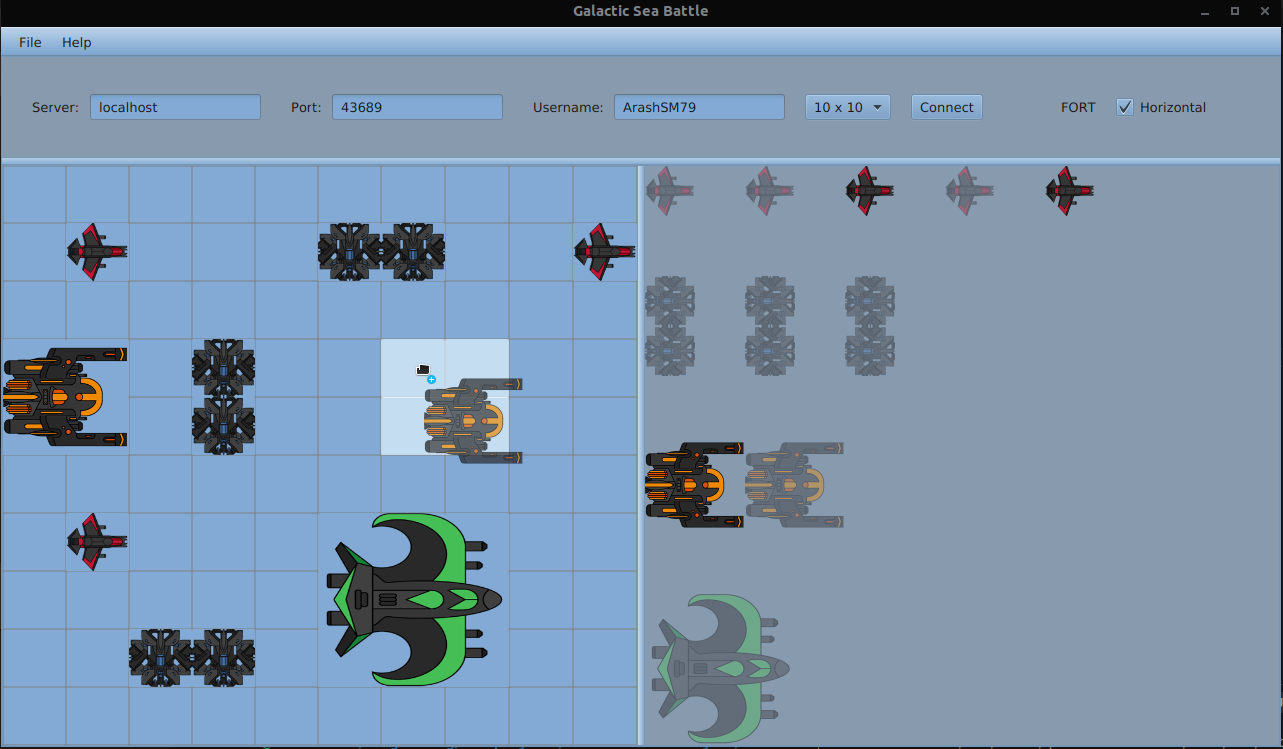 Galactic Sea Battle
File Help
Server: localhost Port: 43689 Username: ArashSM79 10 x 10 Connect FORT Horizontal